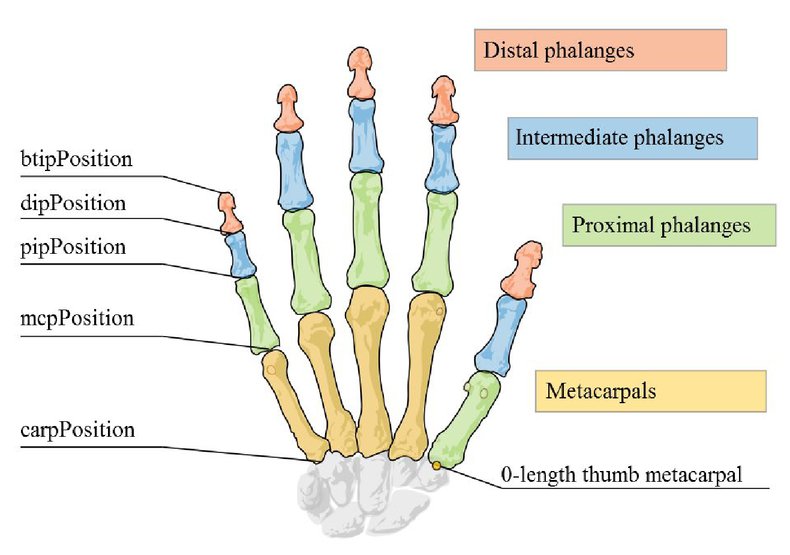 Distal phalanges
Intermediate phalanges
btipPosition
dipPosition
Proximal phalanges
pipPosition
mcpPosition
Metacarpals
carpPosition
0-length thumb metacarpal